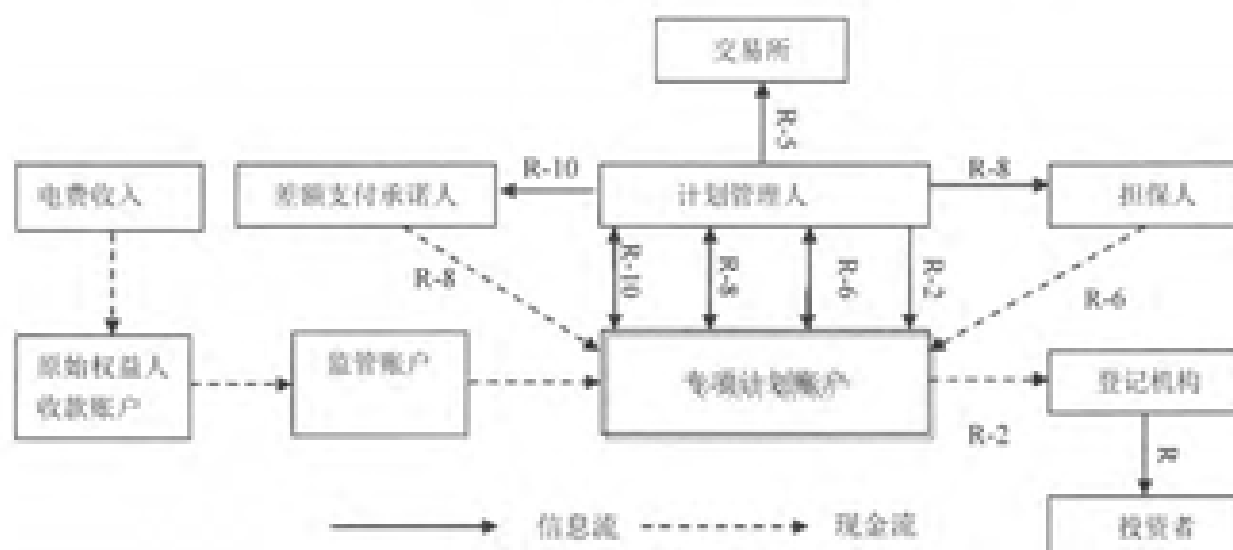 交易所
R-5
电费收入
差额支付承诺人
R-10
计划管理人
R-8
担保人
R-8
R-10
R-8
R-6
R-2
R-6
原始权益人
收款账户
监管账户
专项计划账户
R-2
登记机构
R
信息流
现金流
投资者